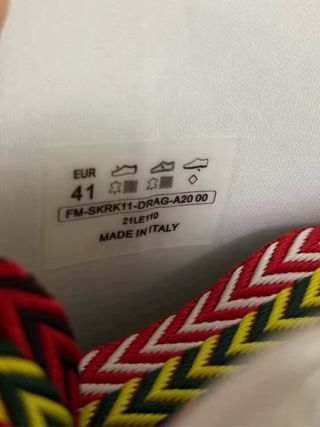 EUR
41
FM-SKRK11-DRAG-A20 00
21LE110
MADE IN ITALY